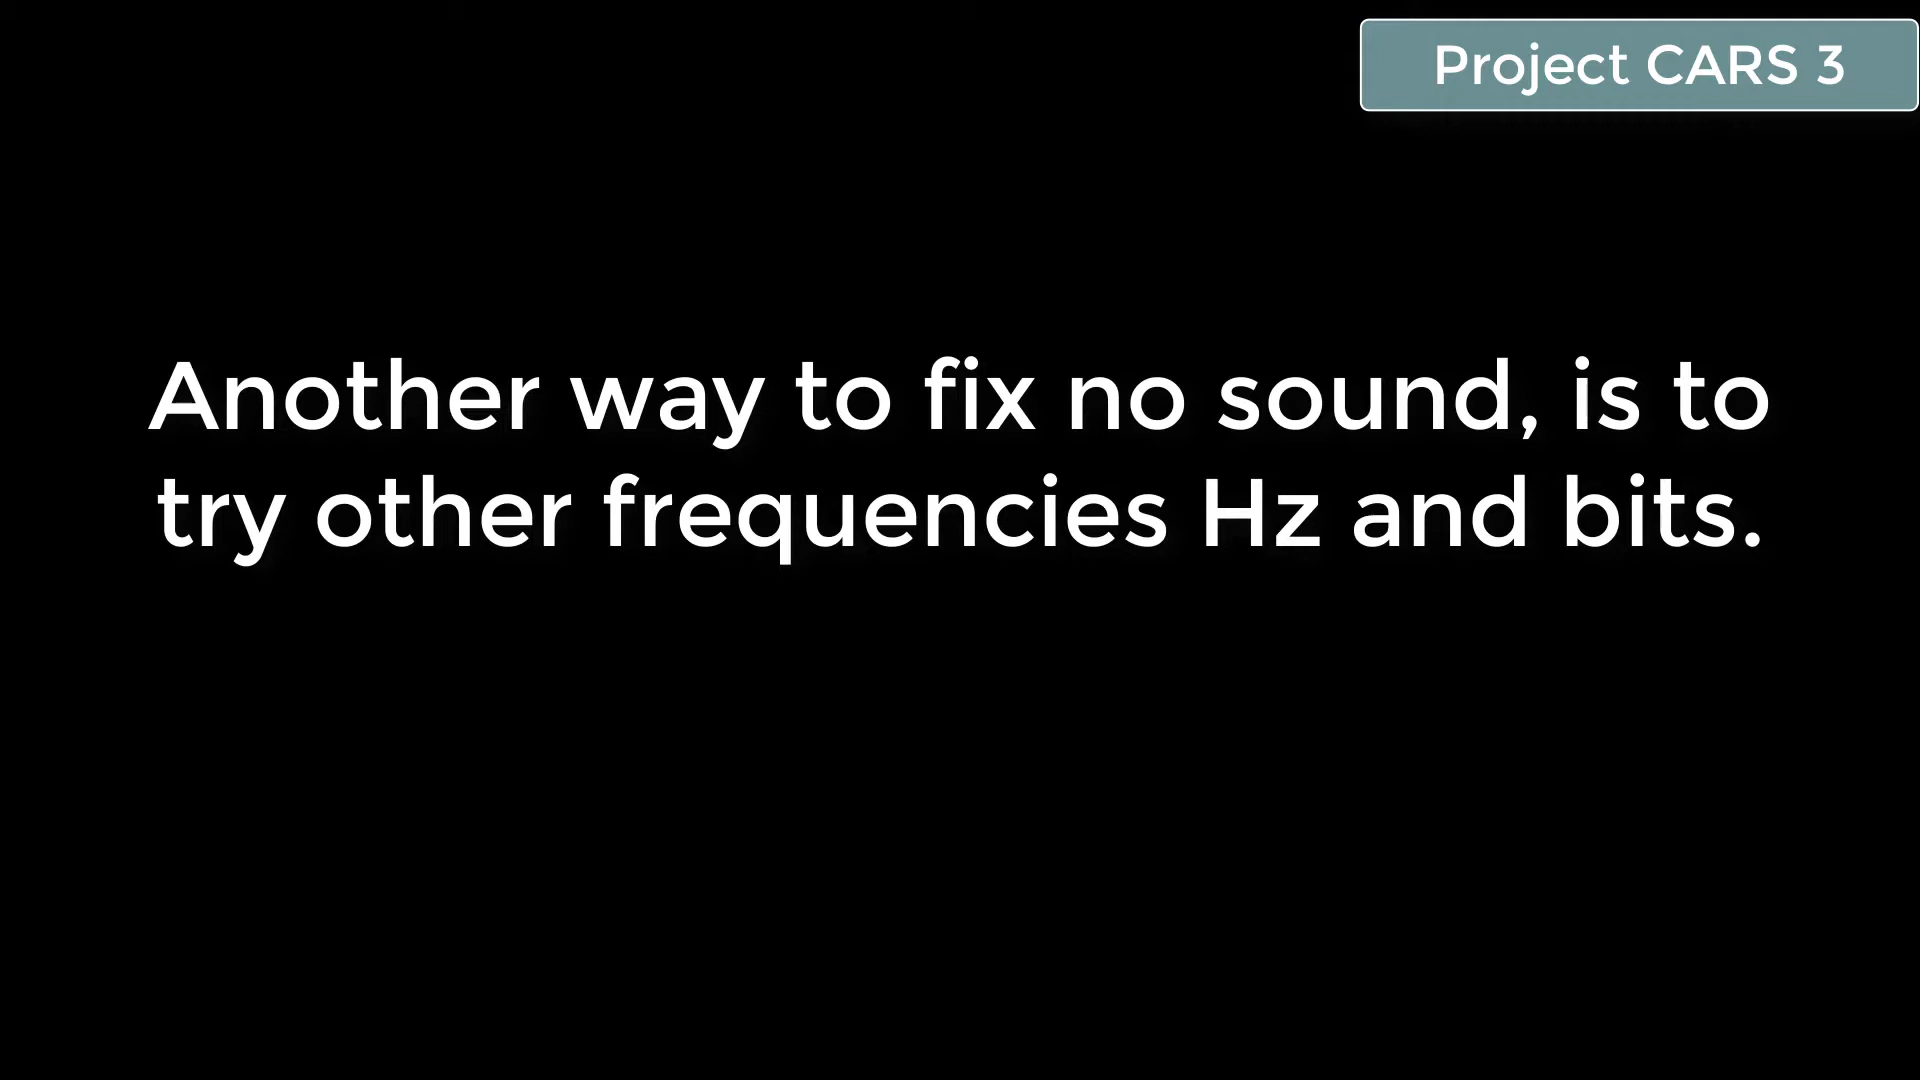 Project CARS 3
Another way to fix no sound, is to
try other frequencies Hz and bits.